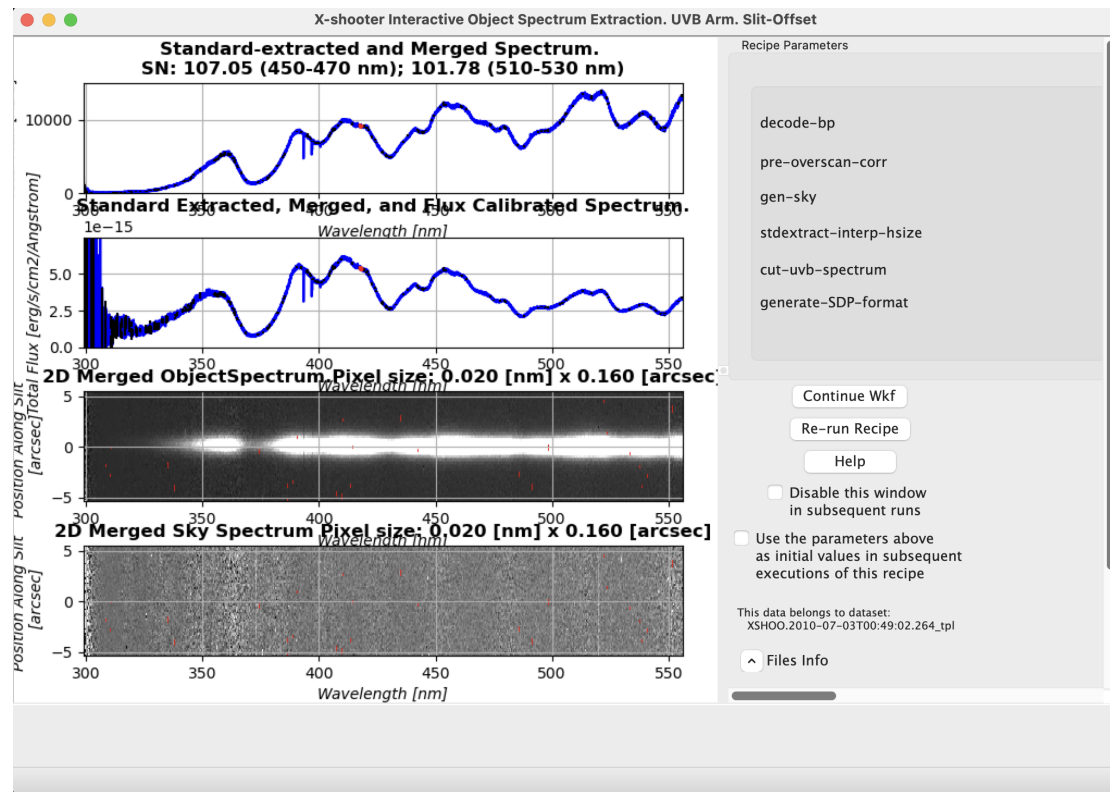 X-shooter Interactive Object Spectrum Extraction. UVB Arm. Slit-Offset
Standard-extracted and Merged Spectrum.
SN: 107.05 (450-470 nm); 101.78 (510-530 nm)
10000
0
300 350 400 450 500 550
Wavelength [nm]
Standard Extracted, Merged, and Flux Calibrated Spectrum.
1e−15
Total Flux [erg/s/cm2/Angstrom]
5.0
2.5
0.0
300 350 400 450 500 550
Wavelength [nm]
2D Merged ObjectSpectrum Pixel size: 0.020 [nm] x 0.160 [arcsec]
Position Along Slit
[arcsec]
5
0
−5
300 350 400 450 500 550
Wavelength [nm]
2D Merged Sky Spectrum Pixel size: 0.020 [nm] x 0.160 [arcsec]
Position Along Slit
[arcsec]
5
0
−5
300 350 400 450 500 550
Wavelength [nm]
Recipe Parameters
decode-bp
pre-overscan-corr
gen-sky
stdextract-interp-hsize
cut-uvb-spectrum
generate-SDP-format
Continue Wkf
Re-run Recipe
Help
Disable this window
in subsequent runs
Use the parameters above
as initial values in subsequent
executions of this recipe
This data belongs to dataset:
XSHOO.2010-07-03T00:49:02.264_tpl
Files Info